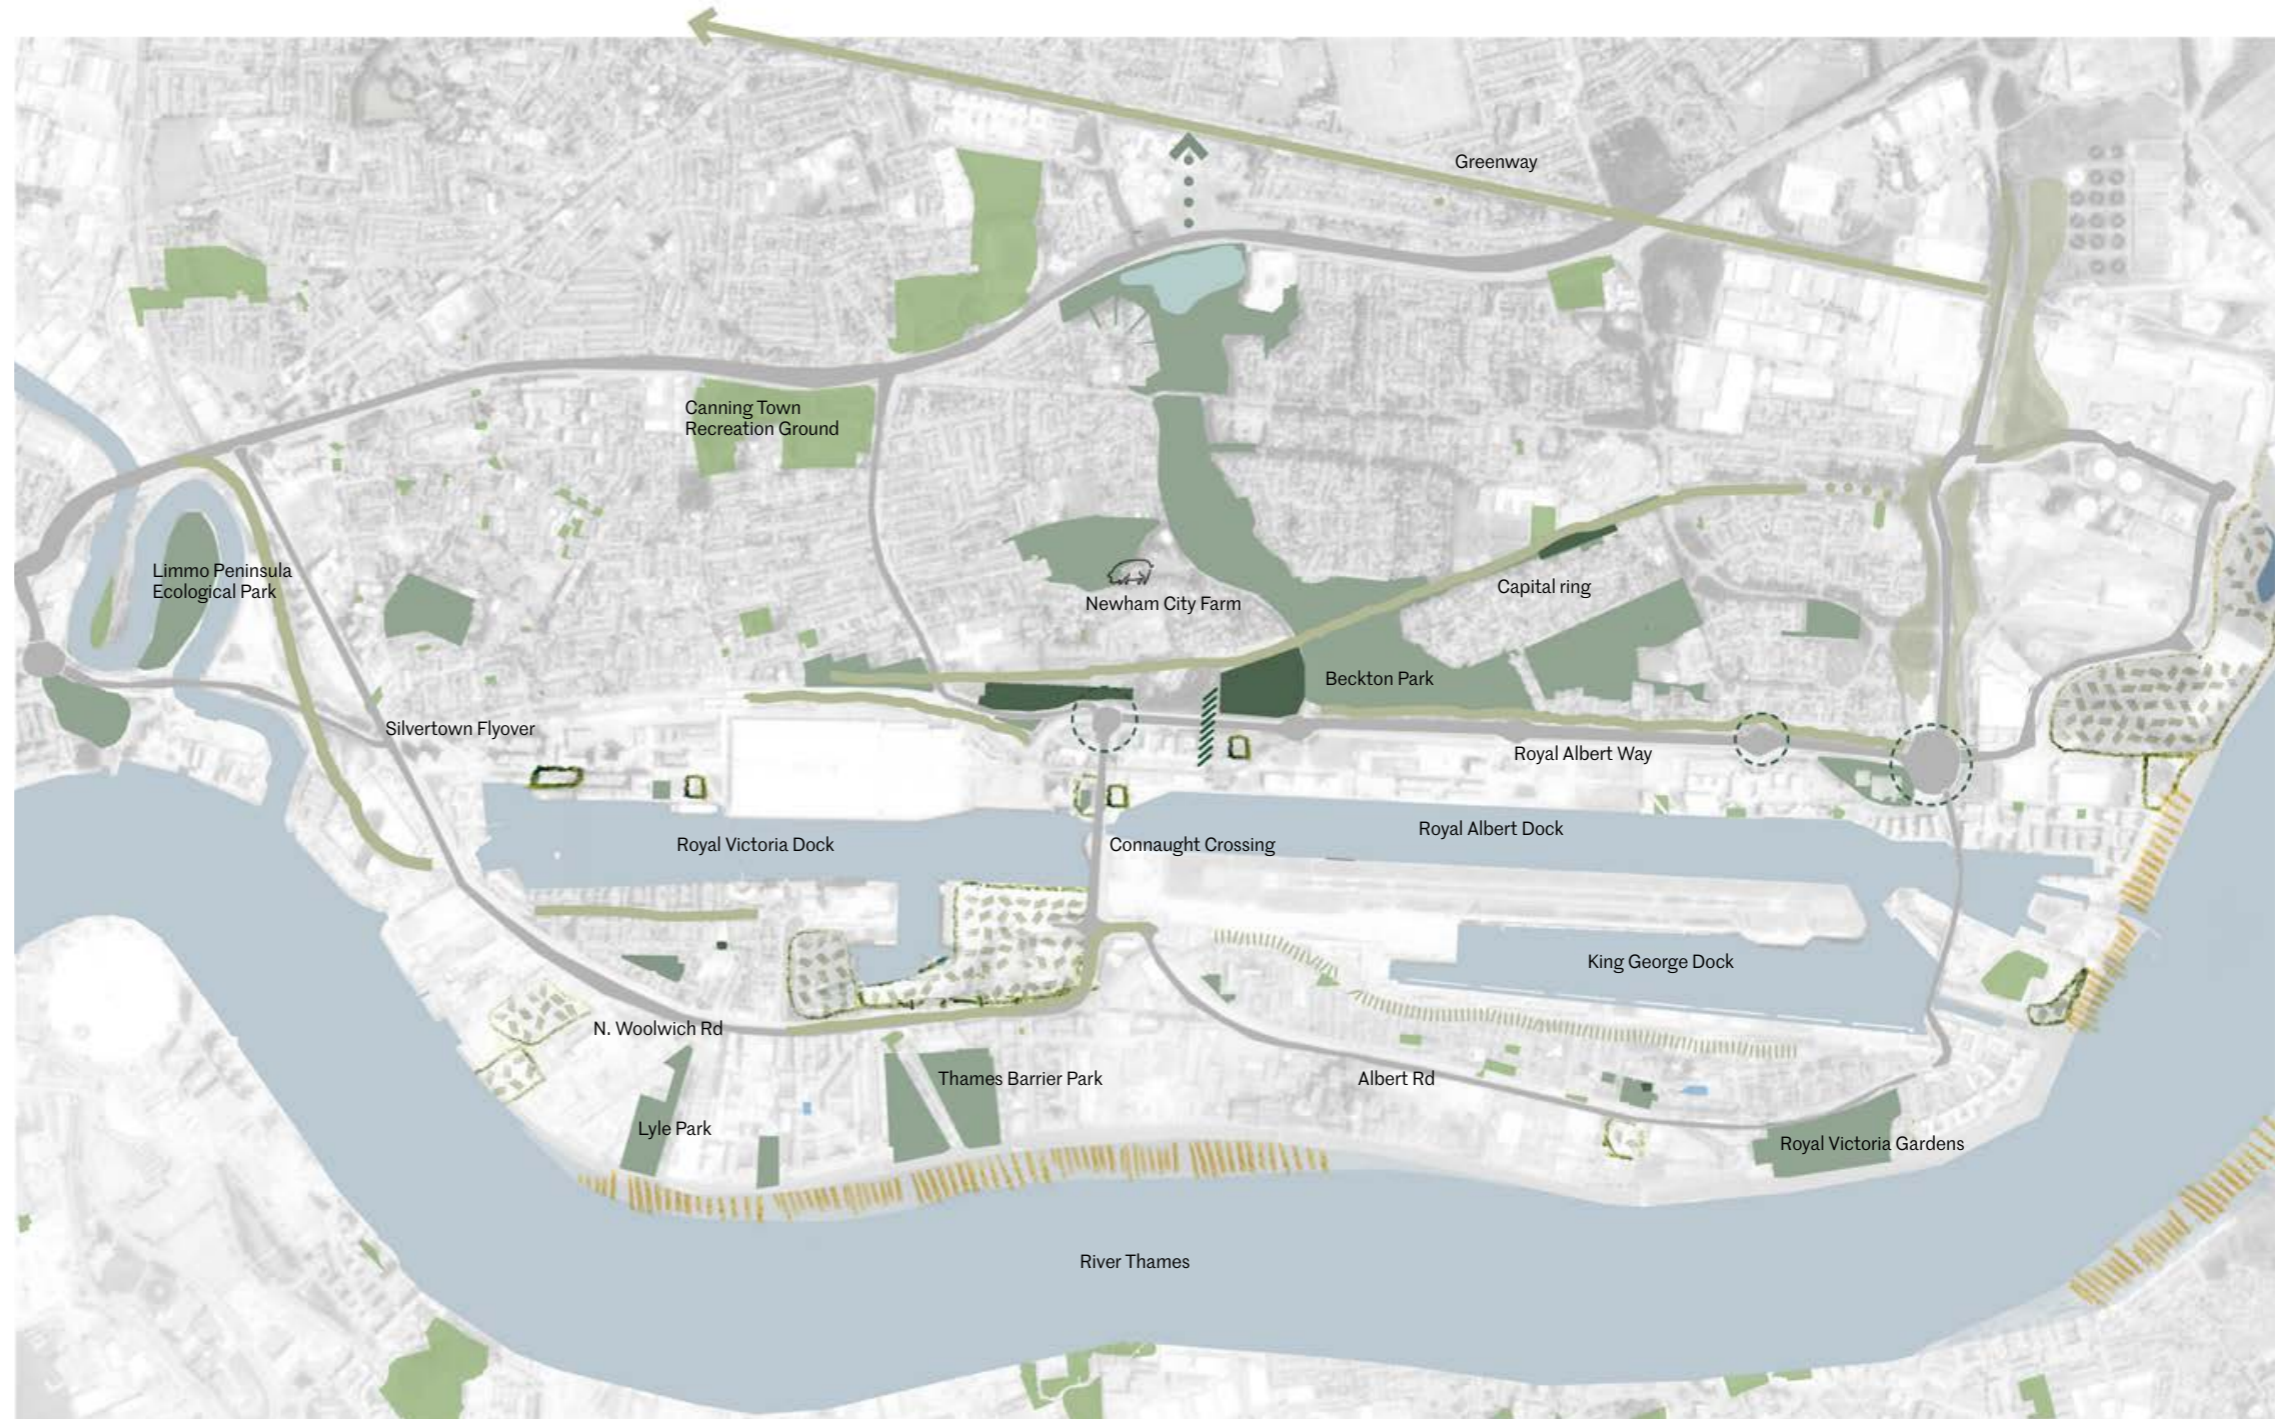 Greenway
Canning Town
Recreation Ground
Limmo Peninsula
Ecological Park
Capital ring
Newham City Farm
Beckton Park
Silvertown Flyover
Royal Albert Way
Royal Albert Dock
Royal Victoria Dock
Connaught Crossing
King George Dock
N. Woolwich Rd
Thames Barrier Park
Albert Rd
Lyle Park
Royal Victoria Gardens
River Thames